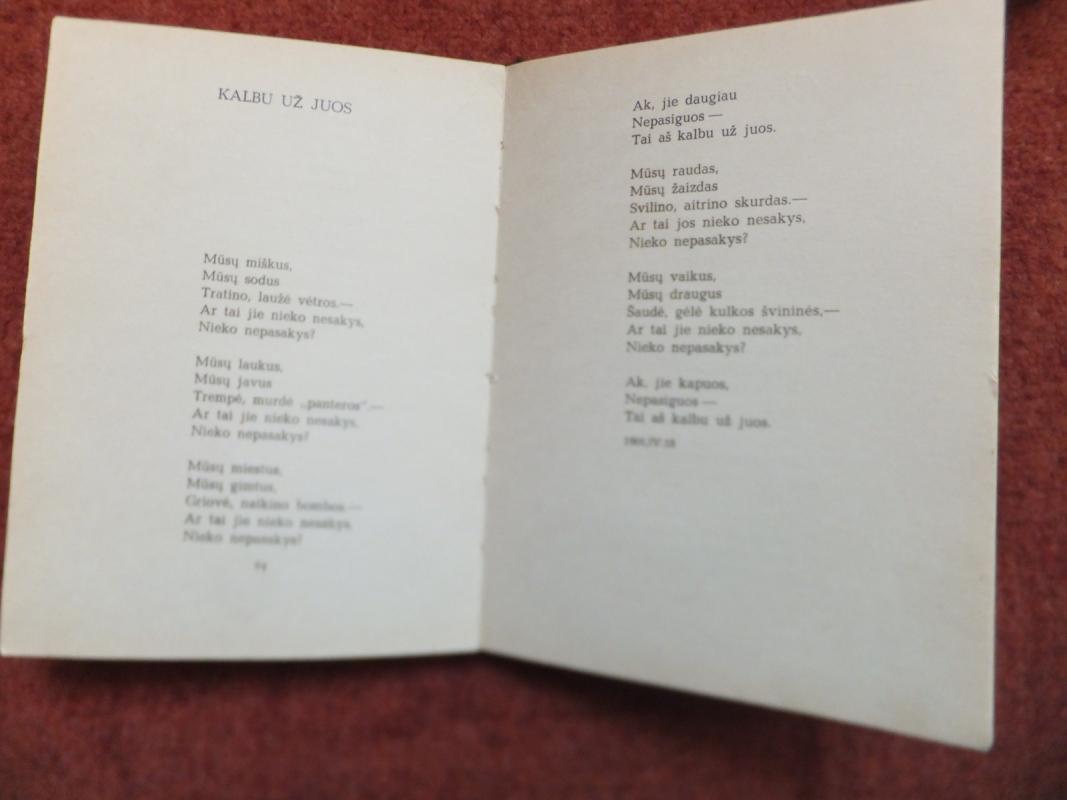 KALBU UŽ JUOS
Mūsų miškus,
Mūsų sodus
Tratino, laužė vėtros.—
Ar tai jie nieko nesakys,
Nieko nepasakys?
Mūsų laukus,
Mūsų javus
Trempė, murdė „panteros“.—
Ar tai jie nieko nesakys,
Nieko nepasakys?
Mūsų miestus,
Mūsų gimtus,
Griovė, naikino bombos.—
Ar tai jie nieko nesakys,
Nieko nepasakys?
Ak, jie daugiau
Nepasiguos —
Tai aš kalbu už juos.
Mūsų raudas,
Mūsų žaizdas
Svilino, aitrino skurdas.—
Ar tai jos nieko nesakys,
Nieko nepasakys?
Mūsų vaikus,
Mūsų draugus
Šaudė, gėlė kulkos švininės,—
Ar tai jie nieko nesakys,
Nieko nepasakys?
Ak, jie kapuos,
Nepasiguos —
Tai aš kalbu už juos.